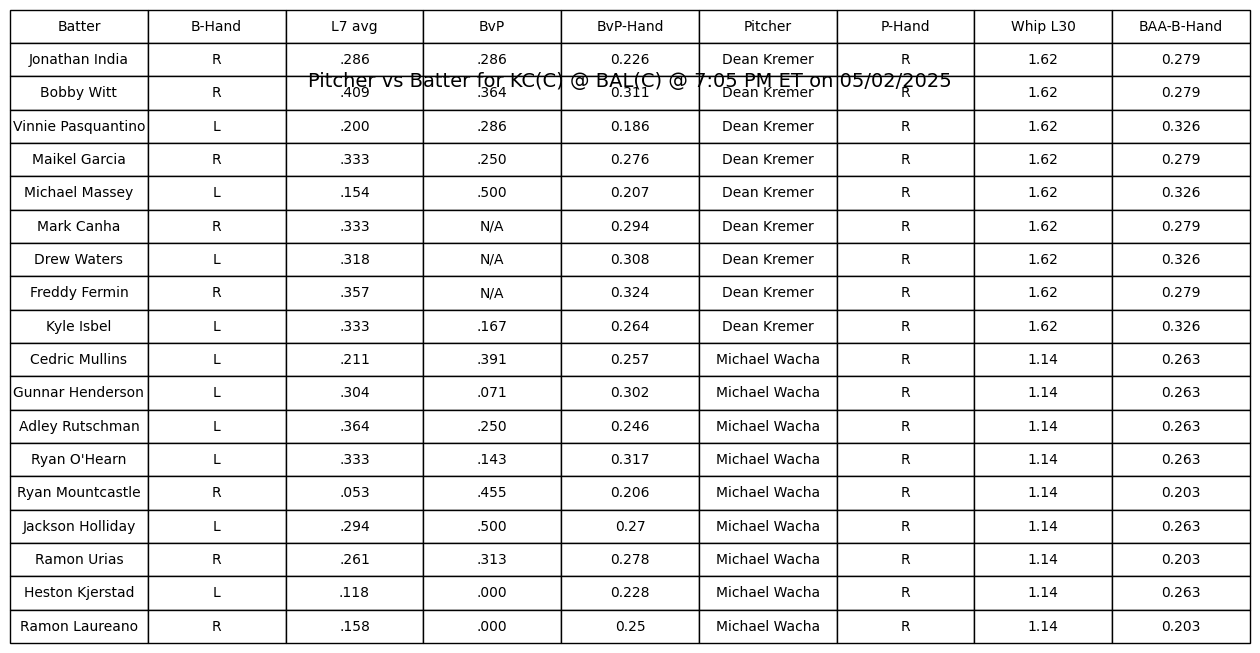 Batter B-Hand L7 avg BvP BvP-Hand Pitcher P-Hand Whip L30 BAA-B-Hand
Jonathan India R .286 .286 0.226 Dean Kremer R 1.62 0.279
Pitcher vs Batter for KC(C) @ BAL(C) @ 7:05 PM ET on 05/02/2025
Bobby Witt R .409 .364 0.311 Dean Kremer R 1.62 0.279
Vinnie Pasquantino L .200 .286 0.186 Dean Kremer R 1.62 0.326
Maikel Garcia R .333 .250 0.276 Dean Kremer R 1.62 0.279
Michael Massey L .154 .500 0.207 Dean Kremer R 1.62 0.326
Mark Canha R .333 N/A 0.294 Dean Kremer R 1.62 0.279
Drew Waters L .318 N/A 0.308 Dean Kremer R 1.62 0.326
Freddy Fermin R .357 N/A 0.324 Dean Kremer R 1.62 0.279
Kyle Isbel L .333 .167 0.264 Dean Kremer R 1.62 0.326
Cedric Mullins L .211 .391 0.257 Michael Wacha R 1.14 0.263
Gunnar Henderson L .304 .071 0.302 Michael Wacha R 1.14 0.263
Adley Rutschman L .364 .250 0.246 Michael Wacha R 1.14 0.263
Ryan O'Hearn L .333 .143 0.317 Michael Wacha R 1.14 0.263
Ryan Mountcastle R .053 .455 0.206 Michael Wacha R 1.14 0.203
Jackson Holliday L .294 .500 0.27 Michael Wacha R 1.14 0.263
Ramon Urias R .261 .313 0.278 Michael Wacha R 1.14 0.203
Heston Kjerstad L .118 .000 0.228 Michael Wacha R 1.14 0.263
Ramon Laureano R .158 .000 0.25 Michael Wacha R 1.14 0.203